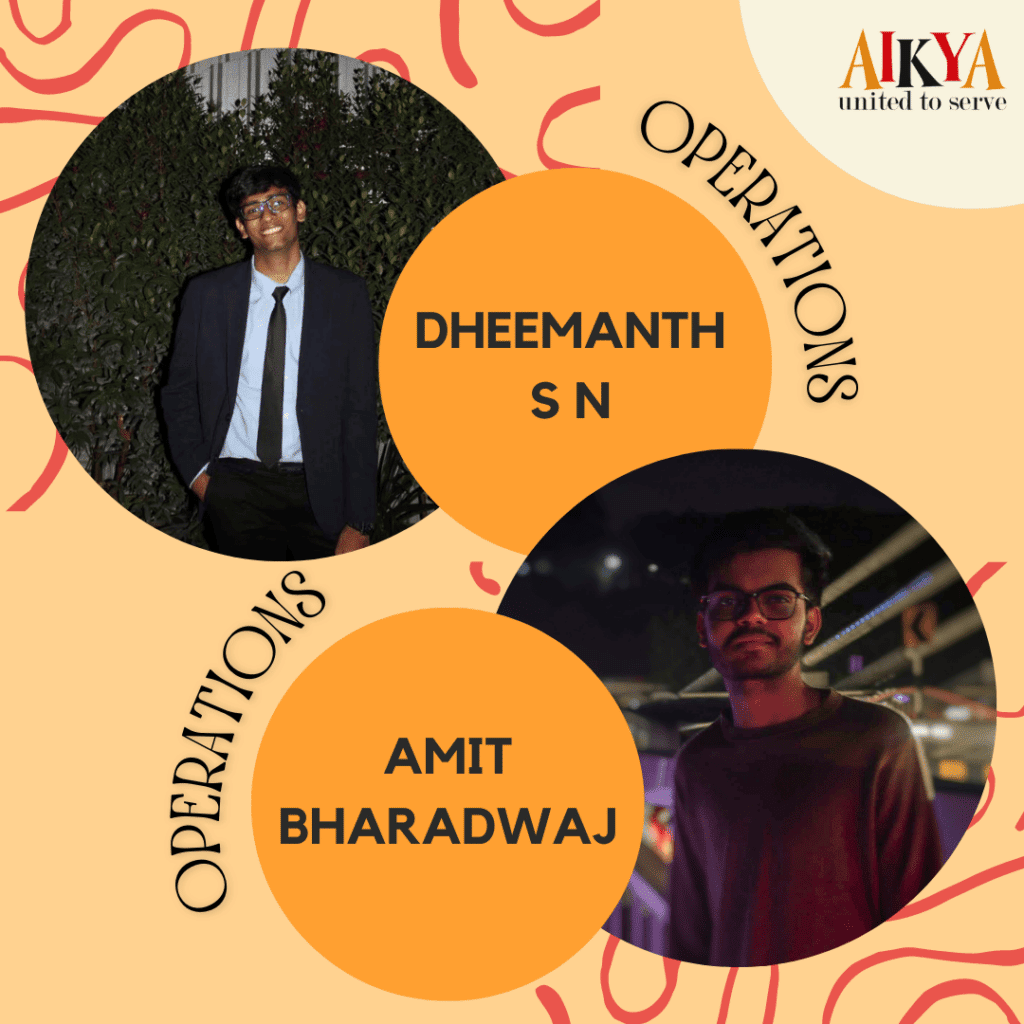 AIKYA
united to serve
OPERATIONS
DHEEMANTH
S N
OPERATIONS
AMIT
BHARADWAJ